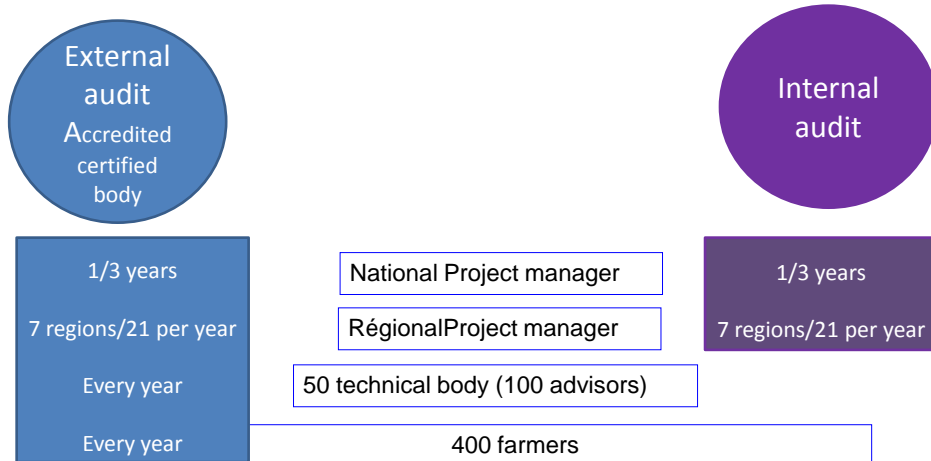 External
audit
Accredited
certified
body
Internal
audit
1/3 years
National Project manager
1/3 years
7 regions/21 per year
RégionalProject manager
7 regions/21 per year
Every year
50 technical body (100 advisors)
Every year
400 farmers